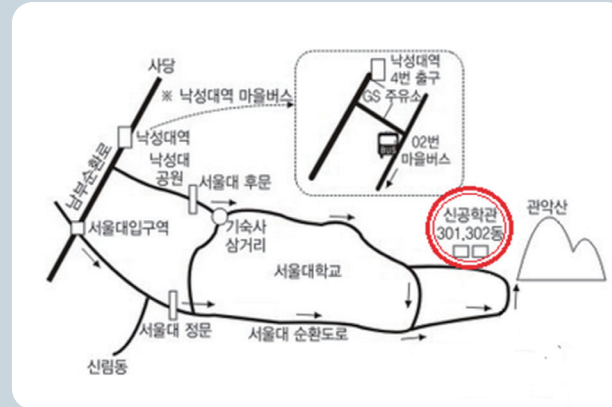 사당
※ 낙성대역 마을버스
낙성대역
4번 출구
GS 주유소
BUS
02번
마을버스
낙성대역
남부순환로
낙성대
공원
서울대 후문
서울대입구역
기숙사
삼거리
서울대학교
신공학관
301,302동
관악산
서울대 정문
서울대 순환도로
신림동